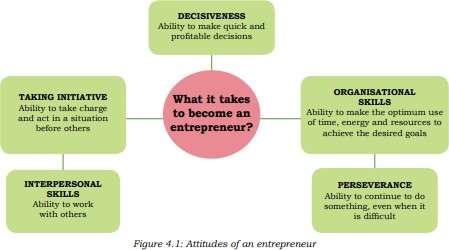 DECISIVENESS
Ability to make quick and
profitable decisions
TAKING INITIATIVE
Ability to take charge
and act in a situation
before others
What it takes
to become an
entrepreneur?
ORGANISATIONAL
SKILLS
Ability to make the optimum use
of time, energy and resources to
achieve the desired goals
INTERPERSONAL
SKILLS
Ability to work
with others
PERSEVERANCE
Ability to continue to do
something, even when it
is difficult
Figure 4.1: Attitudes of an entrepreneur